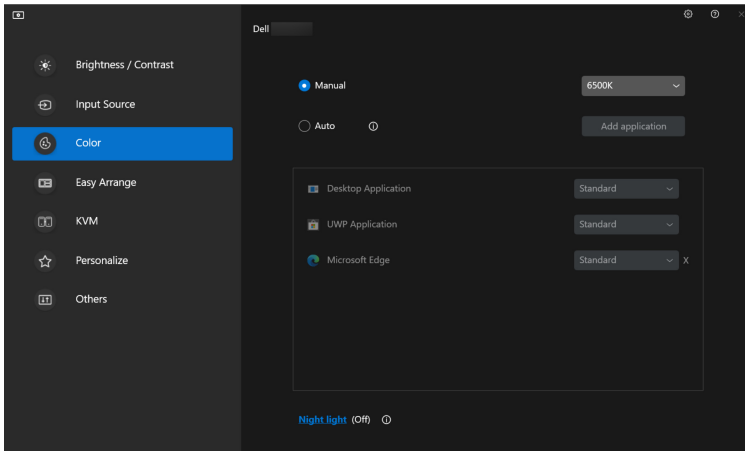 Dell
Brightness / Contrast
Input Source
Color
Easy Arrange
KVM
Personalize
Others
Manual
6500K
Auto
Add application
Desktop Application
Standard
UWP Application
Standard
Microsoft Edge
Standard
X
Night light (Off)